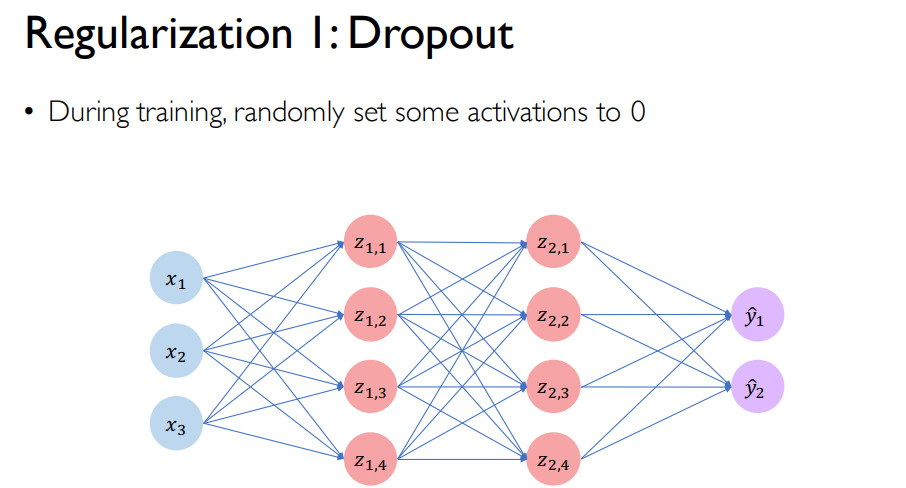 Regularization 1: Dropout
• During training, randomly set some activations to 0
z₁,₁
z₂,₁
x₁
z₁,₂
z₂,₂
ŷ₁
x₂
z₁,₃
z₂,₃
ŷ₂
x₃
z₁,₄
z₂,₄